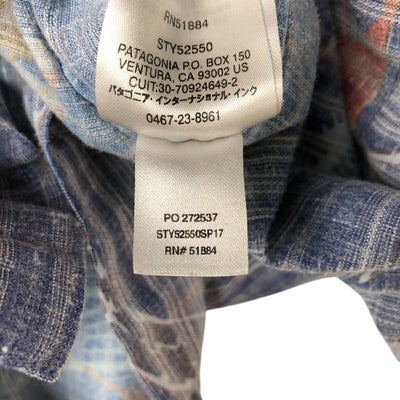 RN51884
STY52550
PATAGONIA P.O. BOX 150
VENTURA, CA 93002 US
CUIT:30-70924649-2
パタゴニア・インターナショナル・インク
0467-23-8961
PO 272537
STY52550SP17
RN# 51884